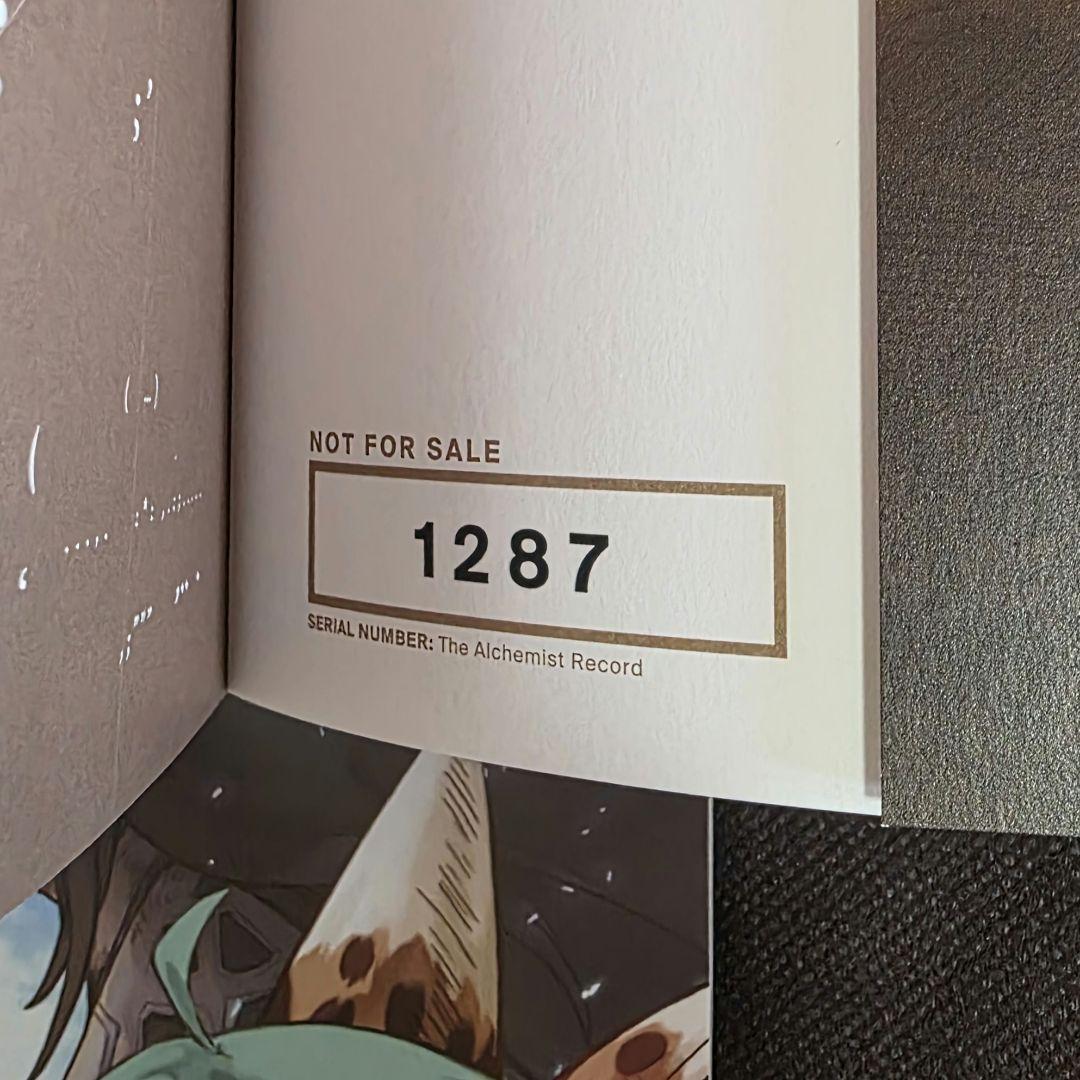 NOT FOR SALE
1287
SERIAL NUMBER: The Alchemist Record